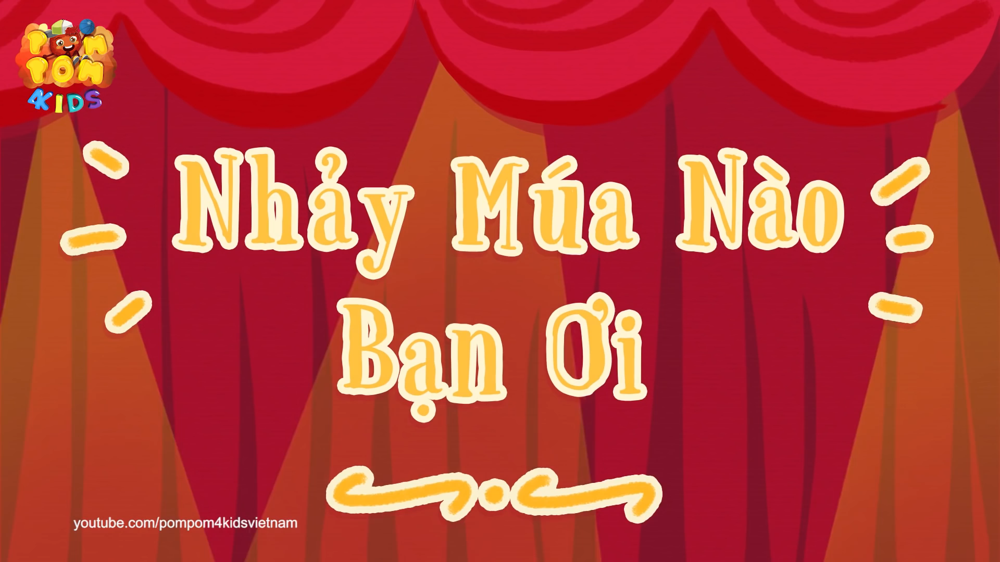 POM
POM
4KIDS
Nhảy Múa Nào
Bạn Ơi
youtube.com/pompom4kidsvietnam